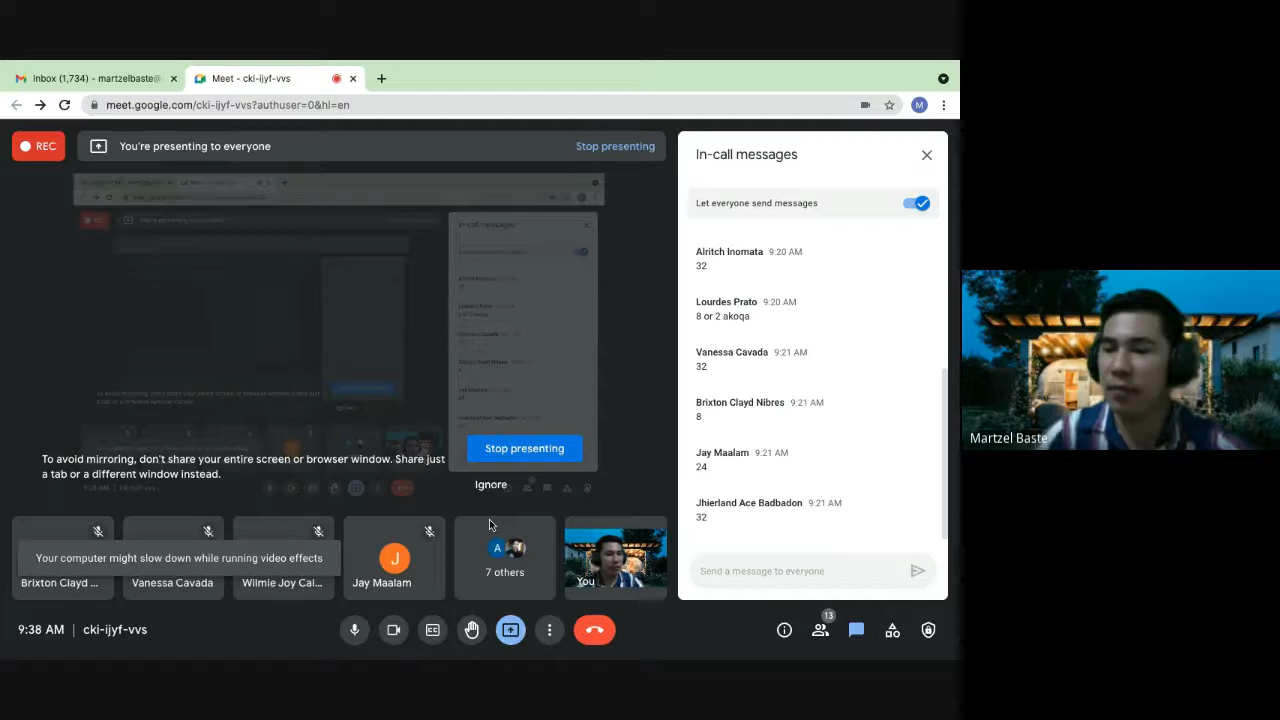 Inbox (1,734) - martzelbaste@
Meet - cki-ijyf-vvs
meet.google.com/cki-ijyf-vvs?authuser=0&hl=en
M
REC
You're presenting to everyone
Stop presenting
In-call messages
Let everyone send messages
Alritch Inomata 9:20 AM
32
Lourdes Prato 9:20 AM
8 or 2 akoqa
Vanessa Cavada 9:21 AM
32
Brixton Clayd Nibres 9:21 AM
8
Jay Maalam 9:21 AM
24
Jhierland Ace Badbadon 9:21 AM
32
Send a message to everyone
Stop presenting
To avoid mirroring, don't share your entire screen or browser window. Share just
a tab or a different window instead.
Ignore
Your computer might slow down while running video effects
Brixton Clayd ...
Vanessa Cavada
Wilmie Joy Cal...
J
Jay Maalam
A
7 others
You
9:38 AM | cki-ijyf-vvs
13
Martzel Baste